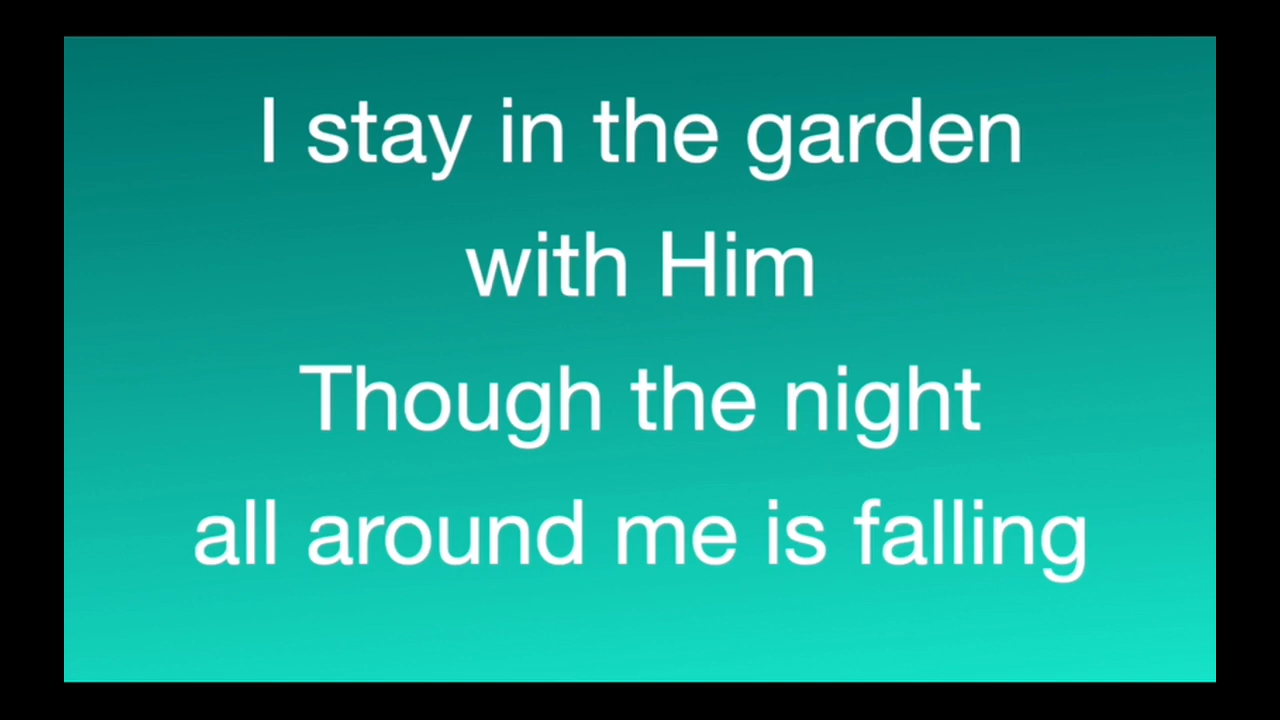 I stay in the garden
with Him
Though the night
all around me is falling